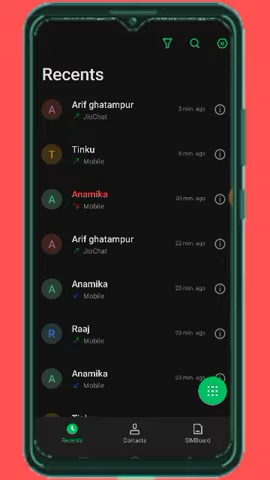 Recents
Arif ghatampur
3 min. ago
JioChat
Tinku
8 min. ago
Mobile
Anamika
20 min. ago
Mobile
Arif ghatampur
22 min. ago
JioChat
Anamika
23 min. ago
Mobile
Raaj
23 min. ago
Mobile
Anamika
23 min. ago
Mobile
Tinku
Recents
Contacts
SIMBoard